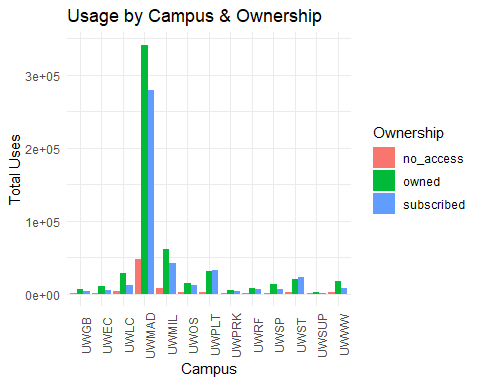 Usage by Campus & Ownership
Total Uses
3e+05
2e+05
1e+05
0e+00
UWGB
UWEC
UWLC
UWMAD
UWMIL
UWOS
UWPLT
UWPRK
UWRF
UWSP
UWST
UWSUP
UWWW
Campus
Ownership
no_access
owned
subscribed